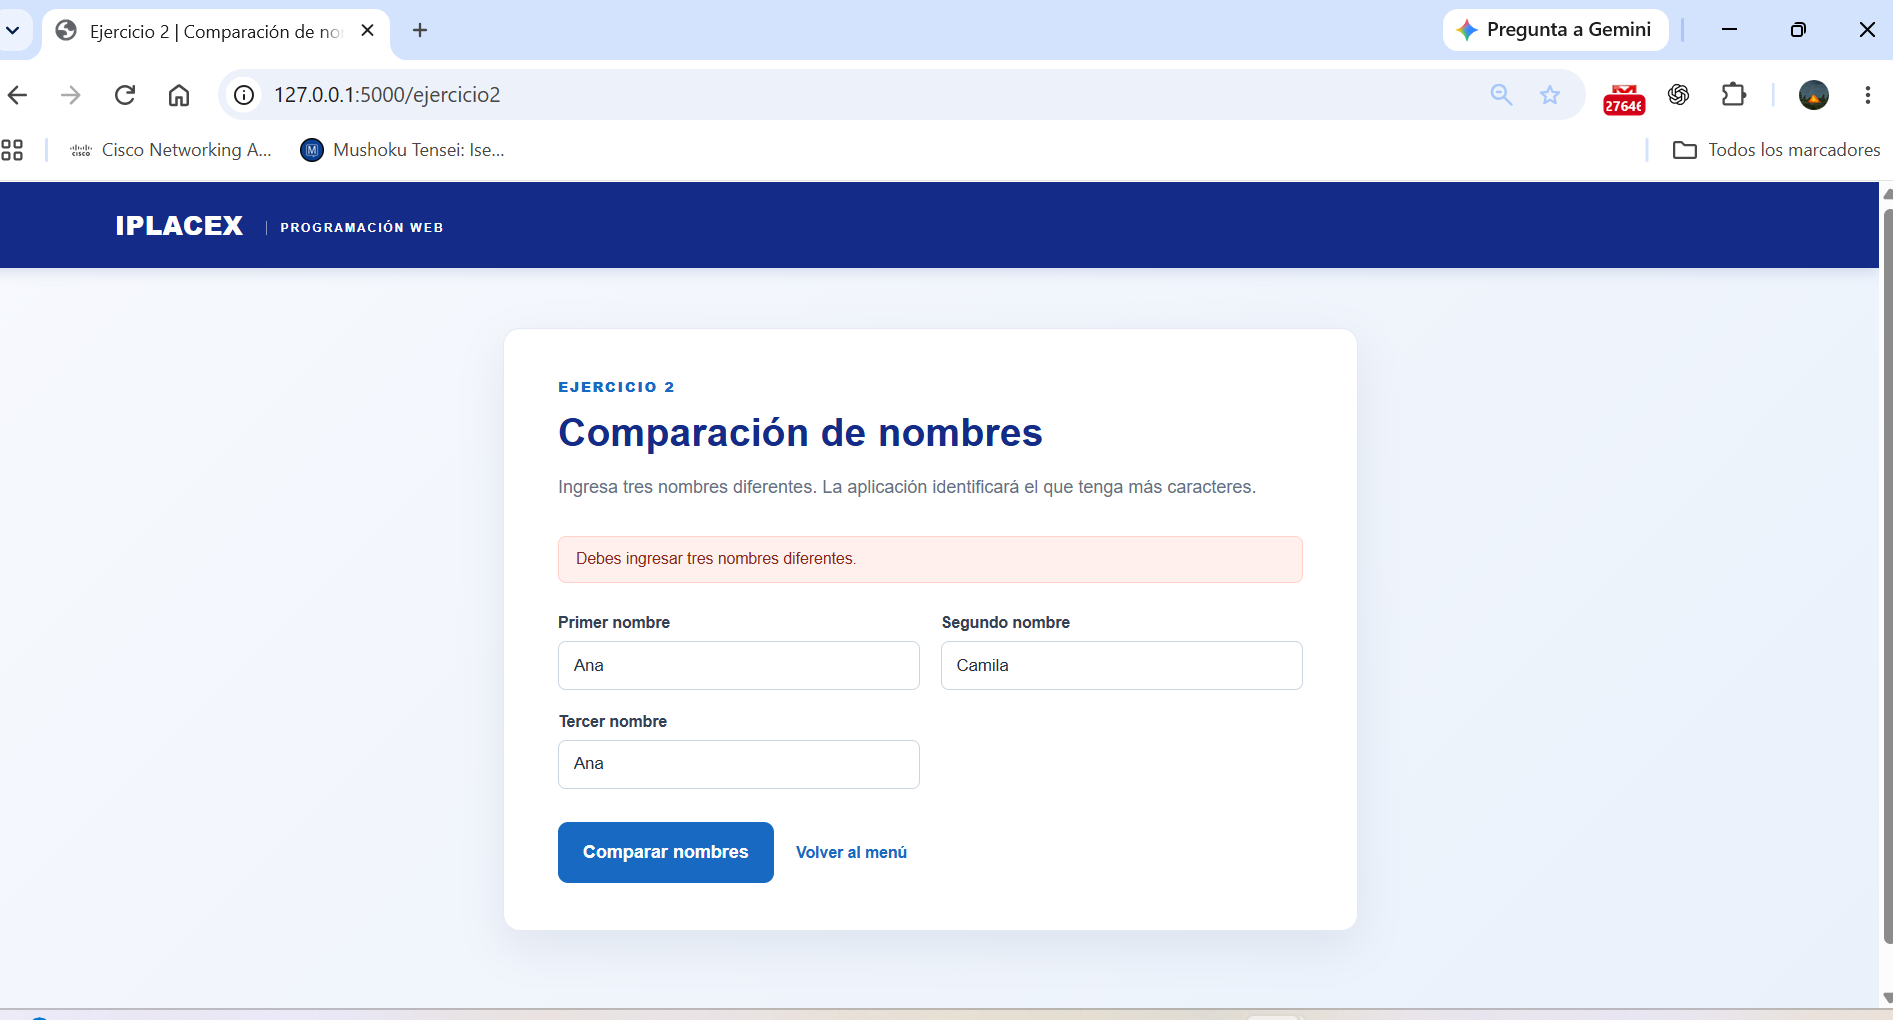 Ejercicio 2 | Comparación de no
Pregunta a Gemini
127.0.0.1:5000/ejercicio2
27646
Cisco Networking A...
Mushoku Tensei: Ise...
Todos los marcadores
IPLACEX
PROGRAMACIÓN WEB
EJERCICIO 2
Comparación de nombres
Ingresa tres nombres diferentes. La aplicación identificará el que tenga más caracteres.
Debes ingresar tres nombres diferentes.
Primer nombre
Segundo nombre
Ana
Camila
Tercer nombre
Ana
Comparar nombres
Volver al menú